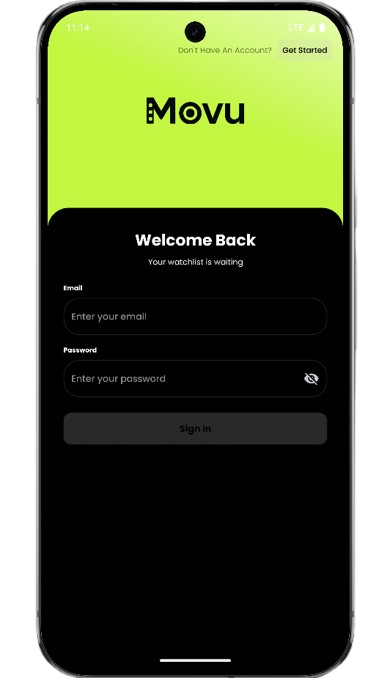 11:14 LTE
Don't Have An Account? Get Started
Movu
Welcome Back
Your watchlist is waiting
Email
Enter your email
Password
Enter your password
Sign In